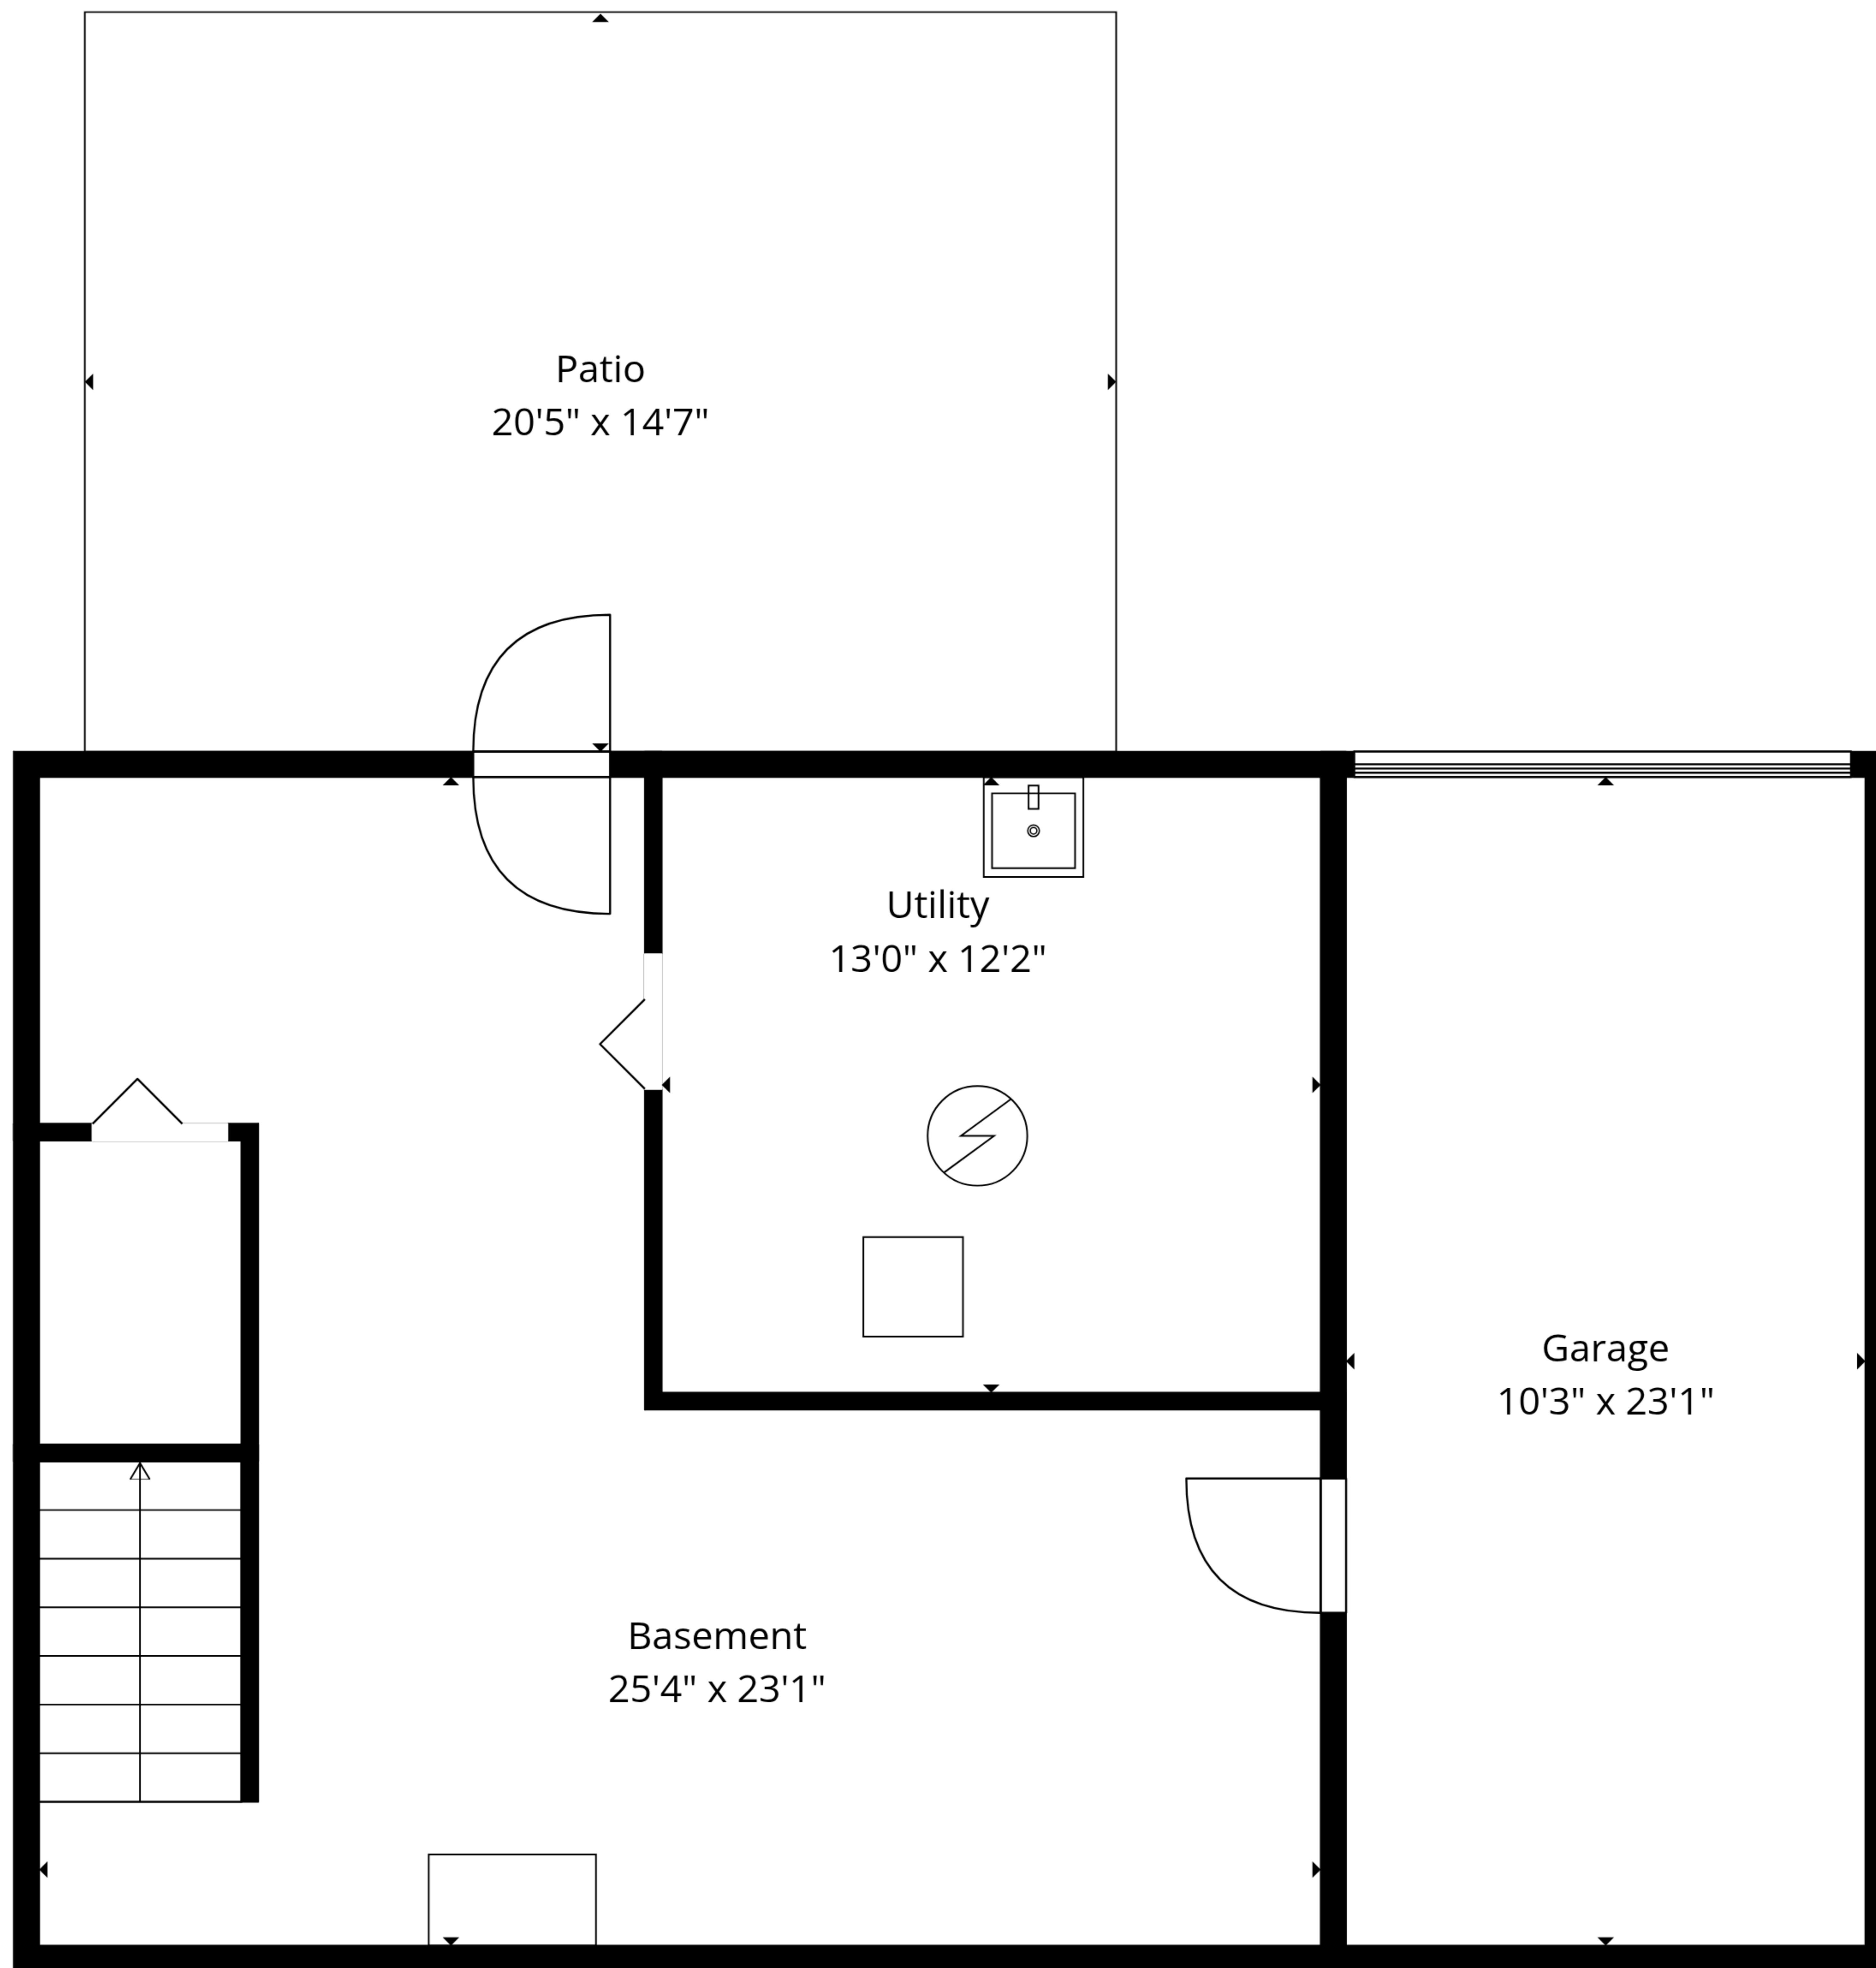 Patio
20'5" x 14'7"
Utility
13'0" x 12'2"
Garage
10'3" x 23'1"
Basement
25'4" x 23'1"